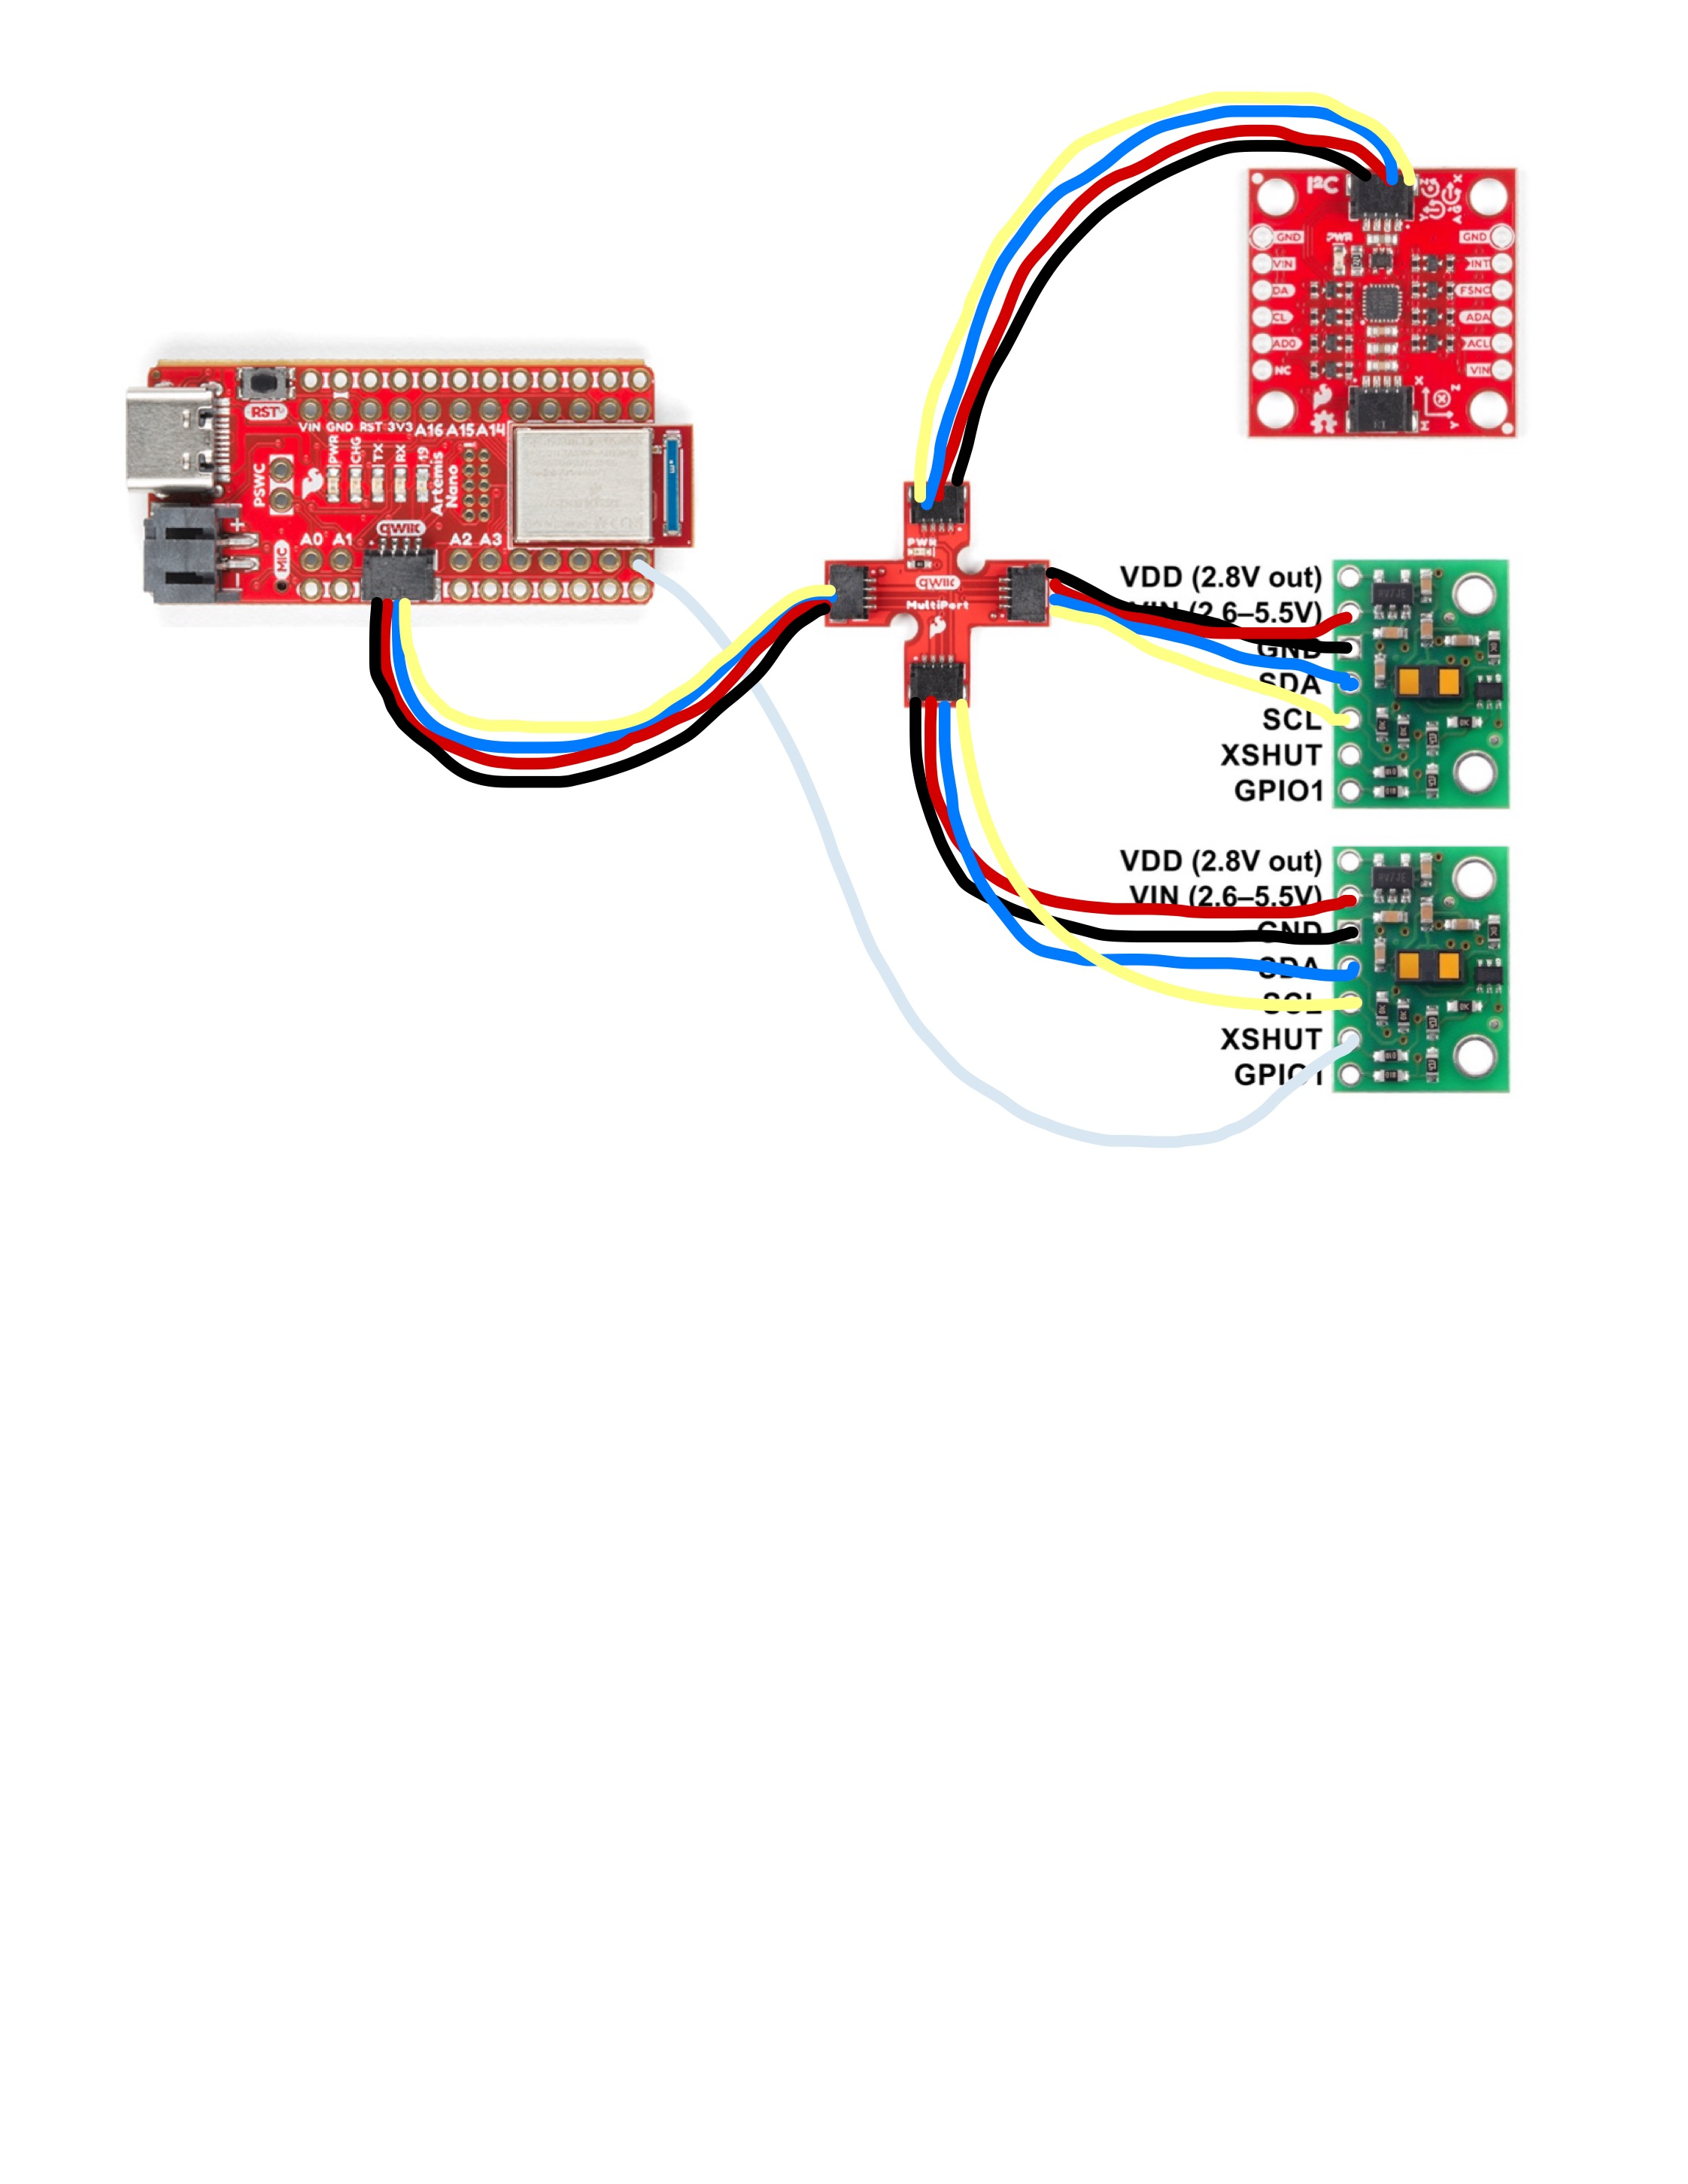 I²C
GND
VIN
DA
CL
AD0
NC
PWR
GND
INT
FSNC
ADA
ACL
VIN
X
Z
Y
X
Z
Y
RST
VIN GND RST 3V3 A16 A15 A14
PSWC
PWR
CHG
TX
RX
19
Artemis
Nano
qwiic
A0 A1
A2 A3
MIC
+
PWR
qwiic
MultiPort
VDD (2.8V out)
VIN (2.6–5.5V)
GND
SDA
SCL
XSHUT
GPIO1
VDD (2.8V out)
VIN (2.6–5.5V)
GND
SDA
SCL
XSHUT
GPIO1